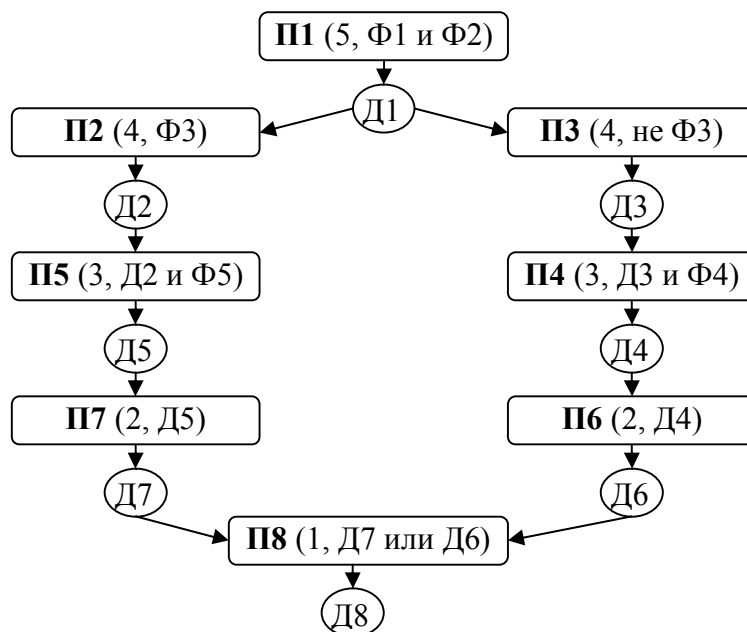 П1 (5, Ф1 и Ф2)
Д1
П2 (4, Ф3)
П3 (4, не Ф3)
Д2
Д3
П5 (3, Д2 и Ф5)
П4 (3, Д3 и Ф4)
Д5
Д4
П7 (2, Д5)
П6 (2, Д4)
Д7
Д6
П8 (1, Д7 или Д6)
Д8